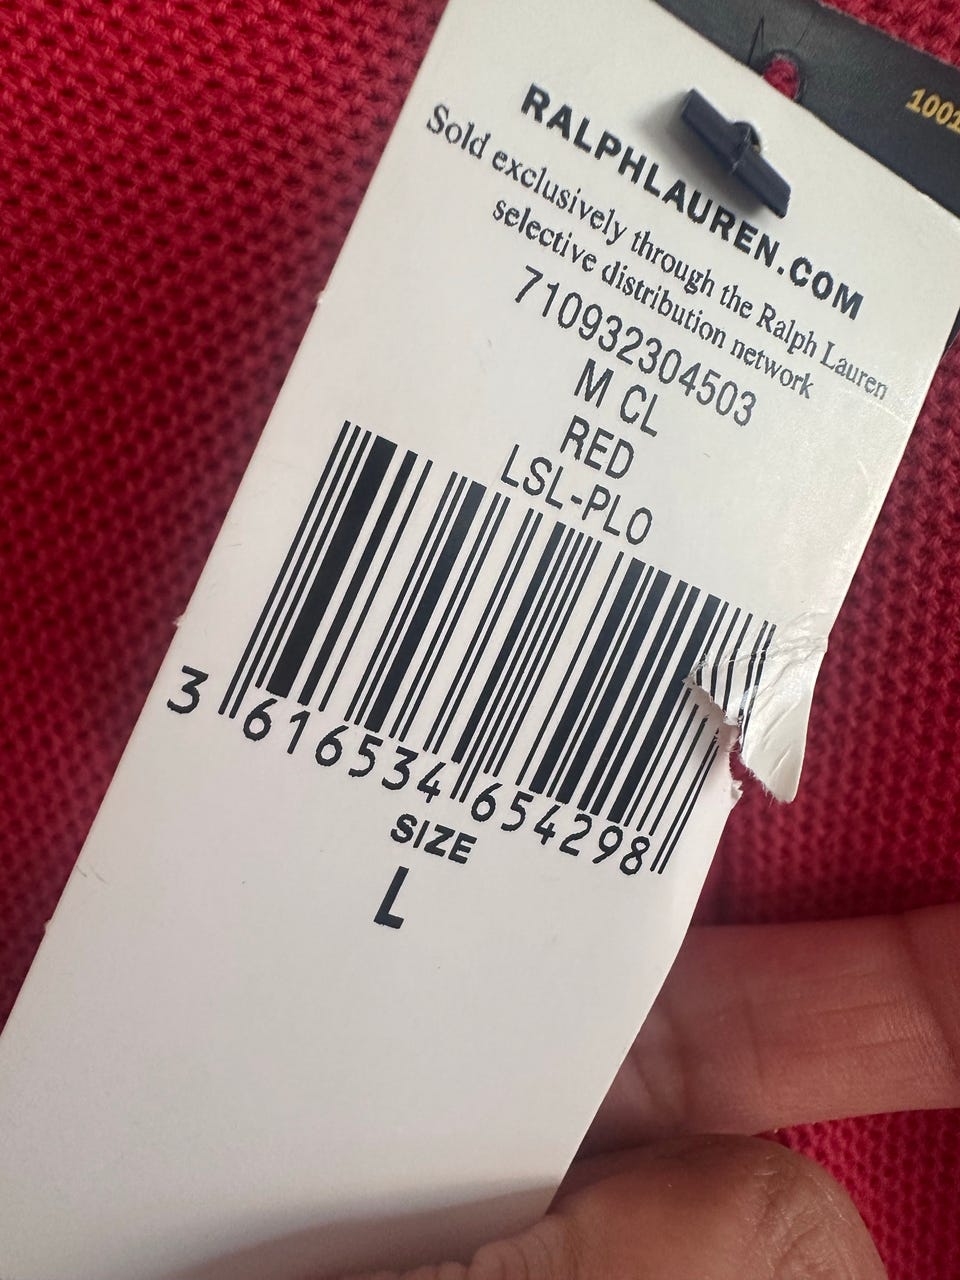 1001
RALPHLAUREN.COM
Sold exclusively through the Ralph Lauren
selective distribution network
710932304503
M CL
RED
LSL-PLO
3 616534 654298
SIZE
L